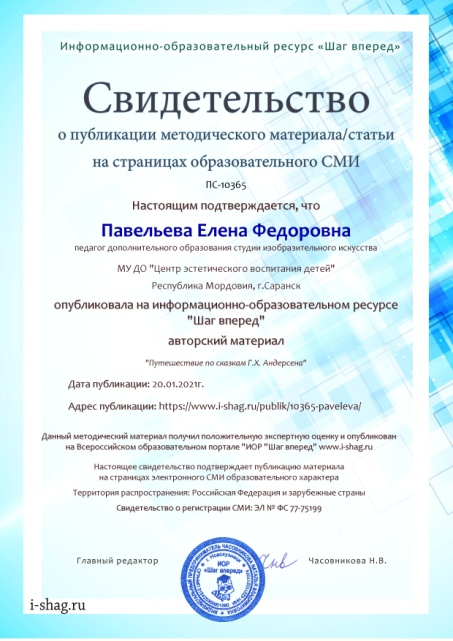 Информационно-образовательный ресурс «Шаг вперед»
Свидетельство
о публикации методического материала/статьи
на страницах образовательного СМИ
ПС-10365
Настоящим подтверждается, что
Павельева Елена Федоровна
педагог дополнительного образования студии изобразительного искусства
МУ ДО "Центр эстетического воспитания детей"
Республика Мордовия, г.Саранск
опубликовала на информационно-образовательном ресурсе
"Шаг вперед"
авторский материал
"Путешествие по сказкам Г.Х. Андерсена"
Дата публикации: 20.01.2021г.
Адрес публикации: https://www.i-shag.ru/publik/10365-paveleva/
Данный методический материал получил положительную экспертную оценку и опубликован
на Всероссийском образовательном портале "ИОР "Шаг вперед" www.i-shag.ru
Настоящее свидетельство подтверждает публикацию материала
на страницах электронного СМИ образовательного характера
Территория распространения: Российская Федерация и зарубежные страны
Свидетельство о регистрации СМИ: ЭЛ № ФС 77-75199
Главный редактор
ИОР
«Шаг вперед»
Часовникова Н.В.
i-shag.ru